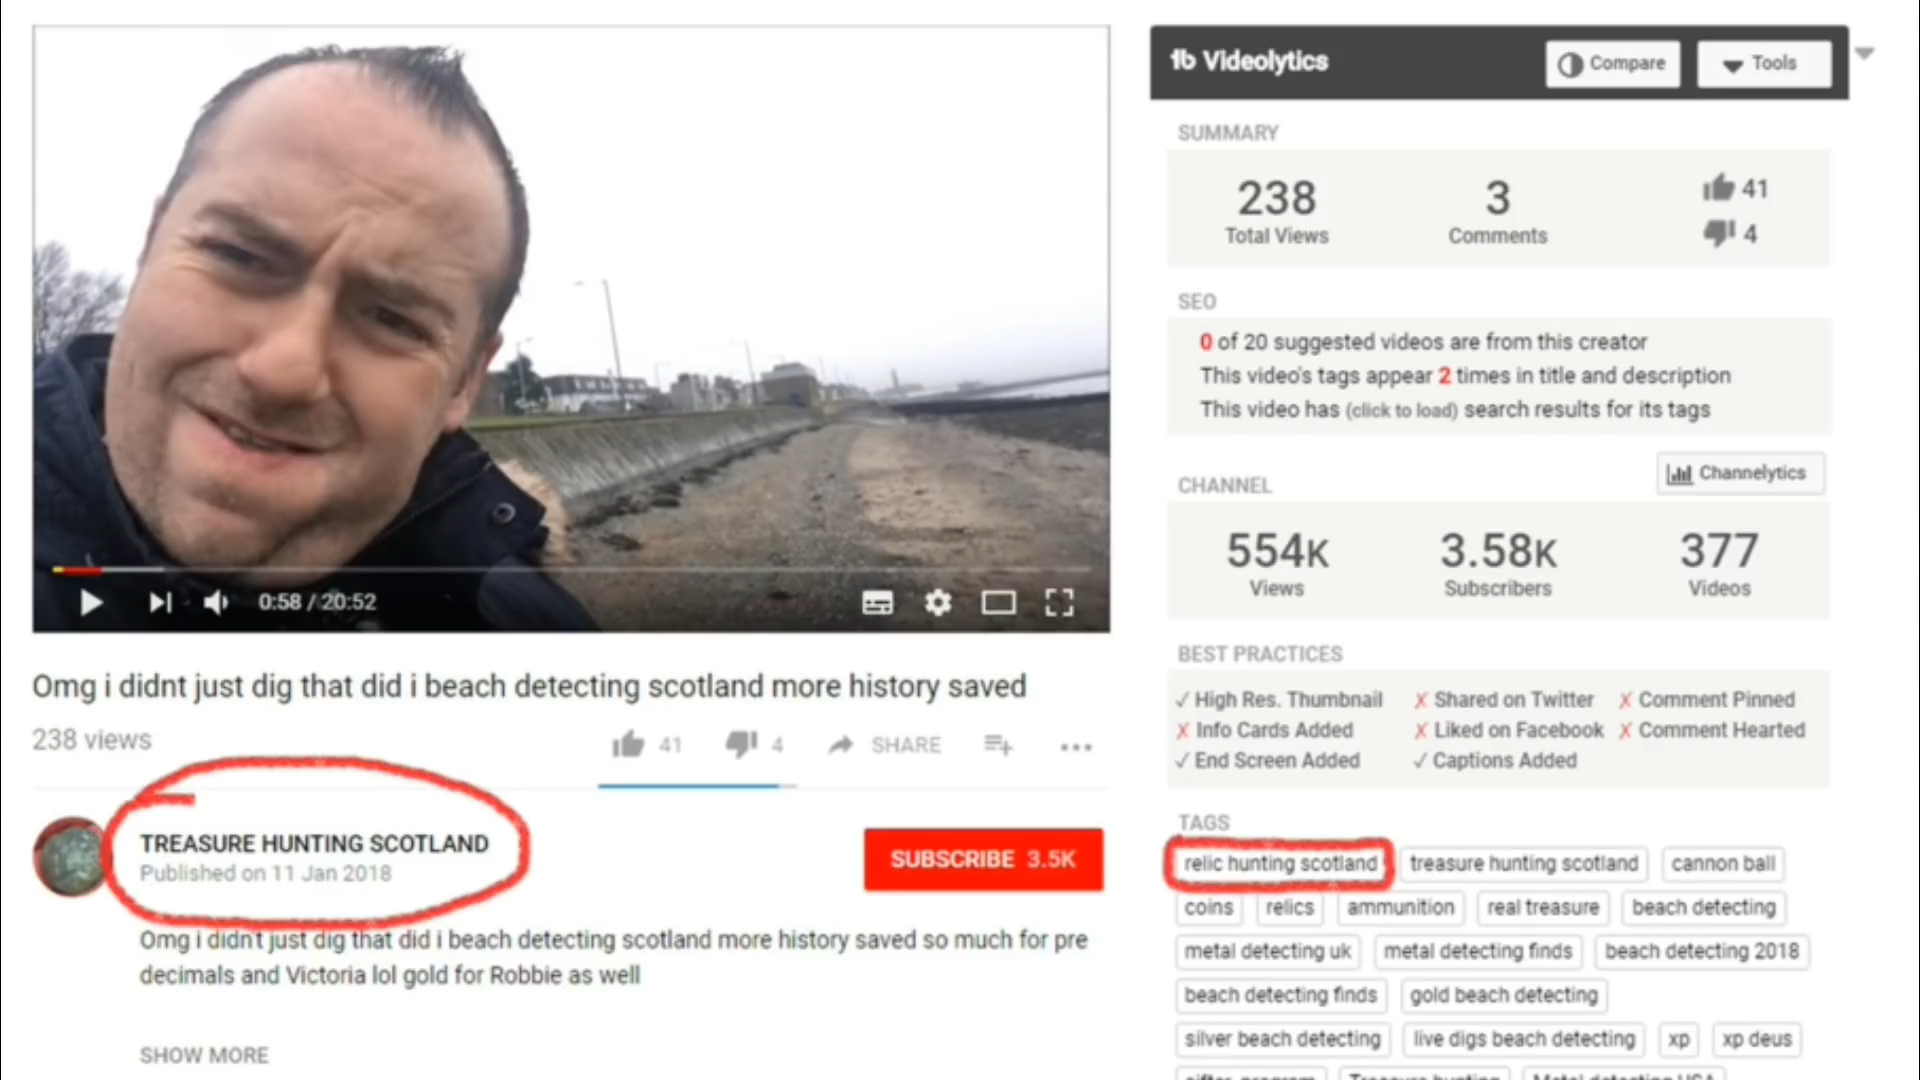 0:58 / 20:52
Omg i didnt just dig that did i beach detecting scotland more history saved
238 views
41
4
SHARE
TREASURE HUNTING SCOTLAND
Published on 11 Jan 2018
SUBSCRIBE 3.5K
Omg i didn't just dig that did i beach detecting scotland more history saved so much for pre
decimals and Victoria lol gold for Robbie as well
SHOW MORE
tb Videolytics
Compare
Tools
SUMMARY
238 3 41
Total Views Comments 4
SEO
0 of 20 suggested videos are from this creator
This video's tags appear 2 times in title and description
This video has (click to load) search results for its tags
CHANNEL
Channelytics
554K 3.58K 377
Views Subscribers Videos
BEST PRACTICES
✓ High Res. Thumbnail ✗ Shared on Twitter ✗ Comment Pinned
✗ Info Cards Added ✗ Liked on Facebook ✗ Comment Hearted
✓ End Screen Added ✓ Captions Added
TAGS
relic hunting scotland treasure hunting scotland cannon ball
coins relics ammunition real treasure beach detecting
metal detecting uk metal detecting finds beach detecting 2018
beach detecting finds gold beach detecting
silver beach detecting live digs beach detecting xp xp deus
Treasure hunting Metal detecting USA